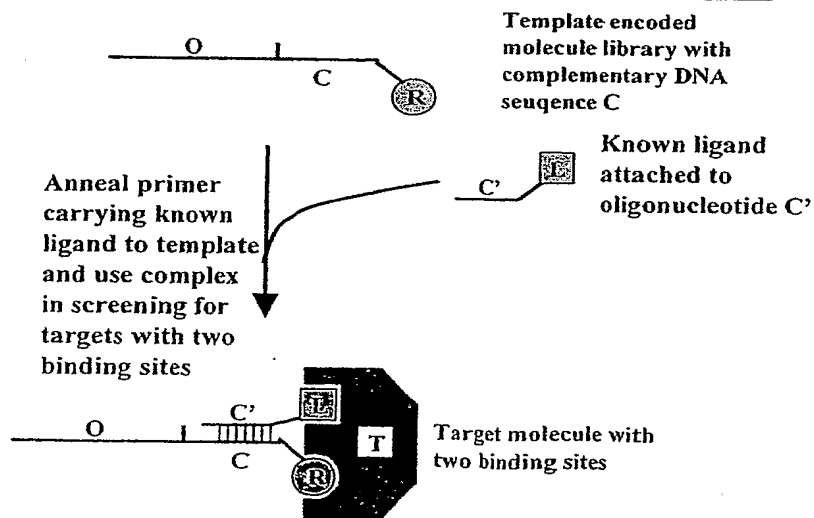 Template encoded
molecule library with
complementary DNA
seuqence C
O
C
R
Known ligand
attached to
oligonucleotide C'
C'
L
Anneal primer
carrying known
ligand to template
and use complex
in screening for
targets with two
binding sites
O
C'
C
L
R
T
Target molecule with
two binding sites